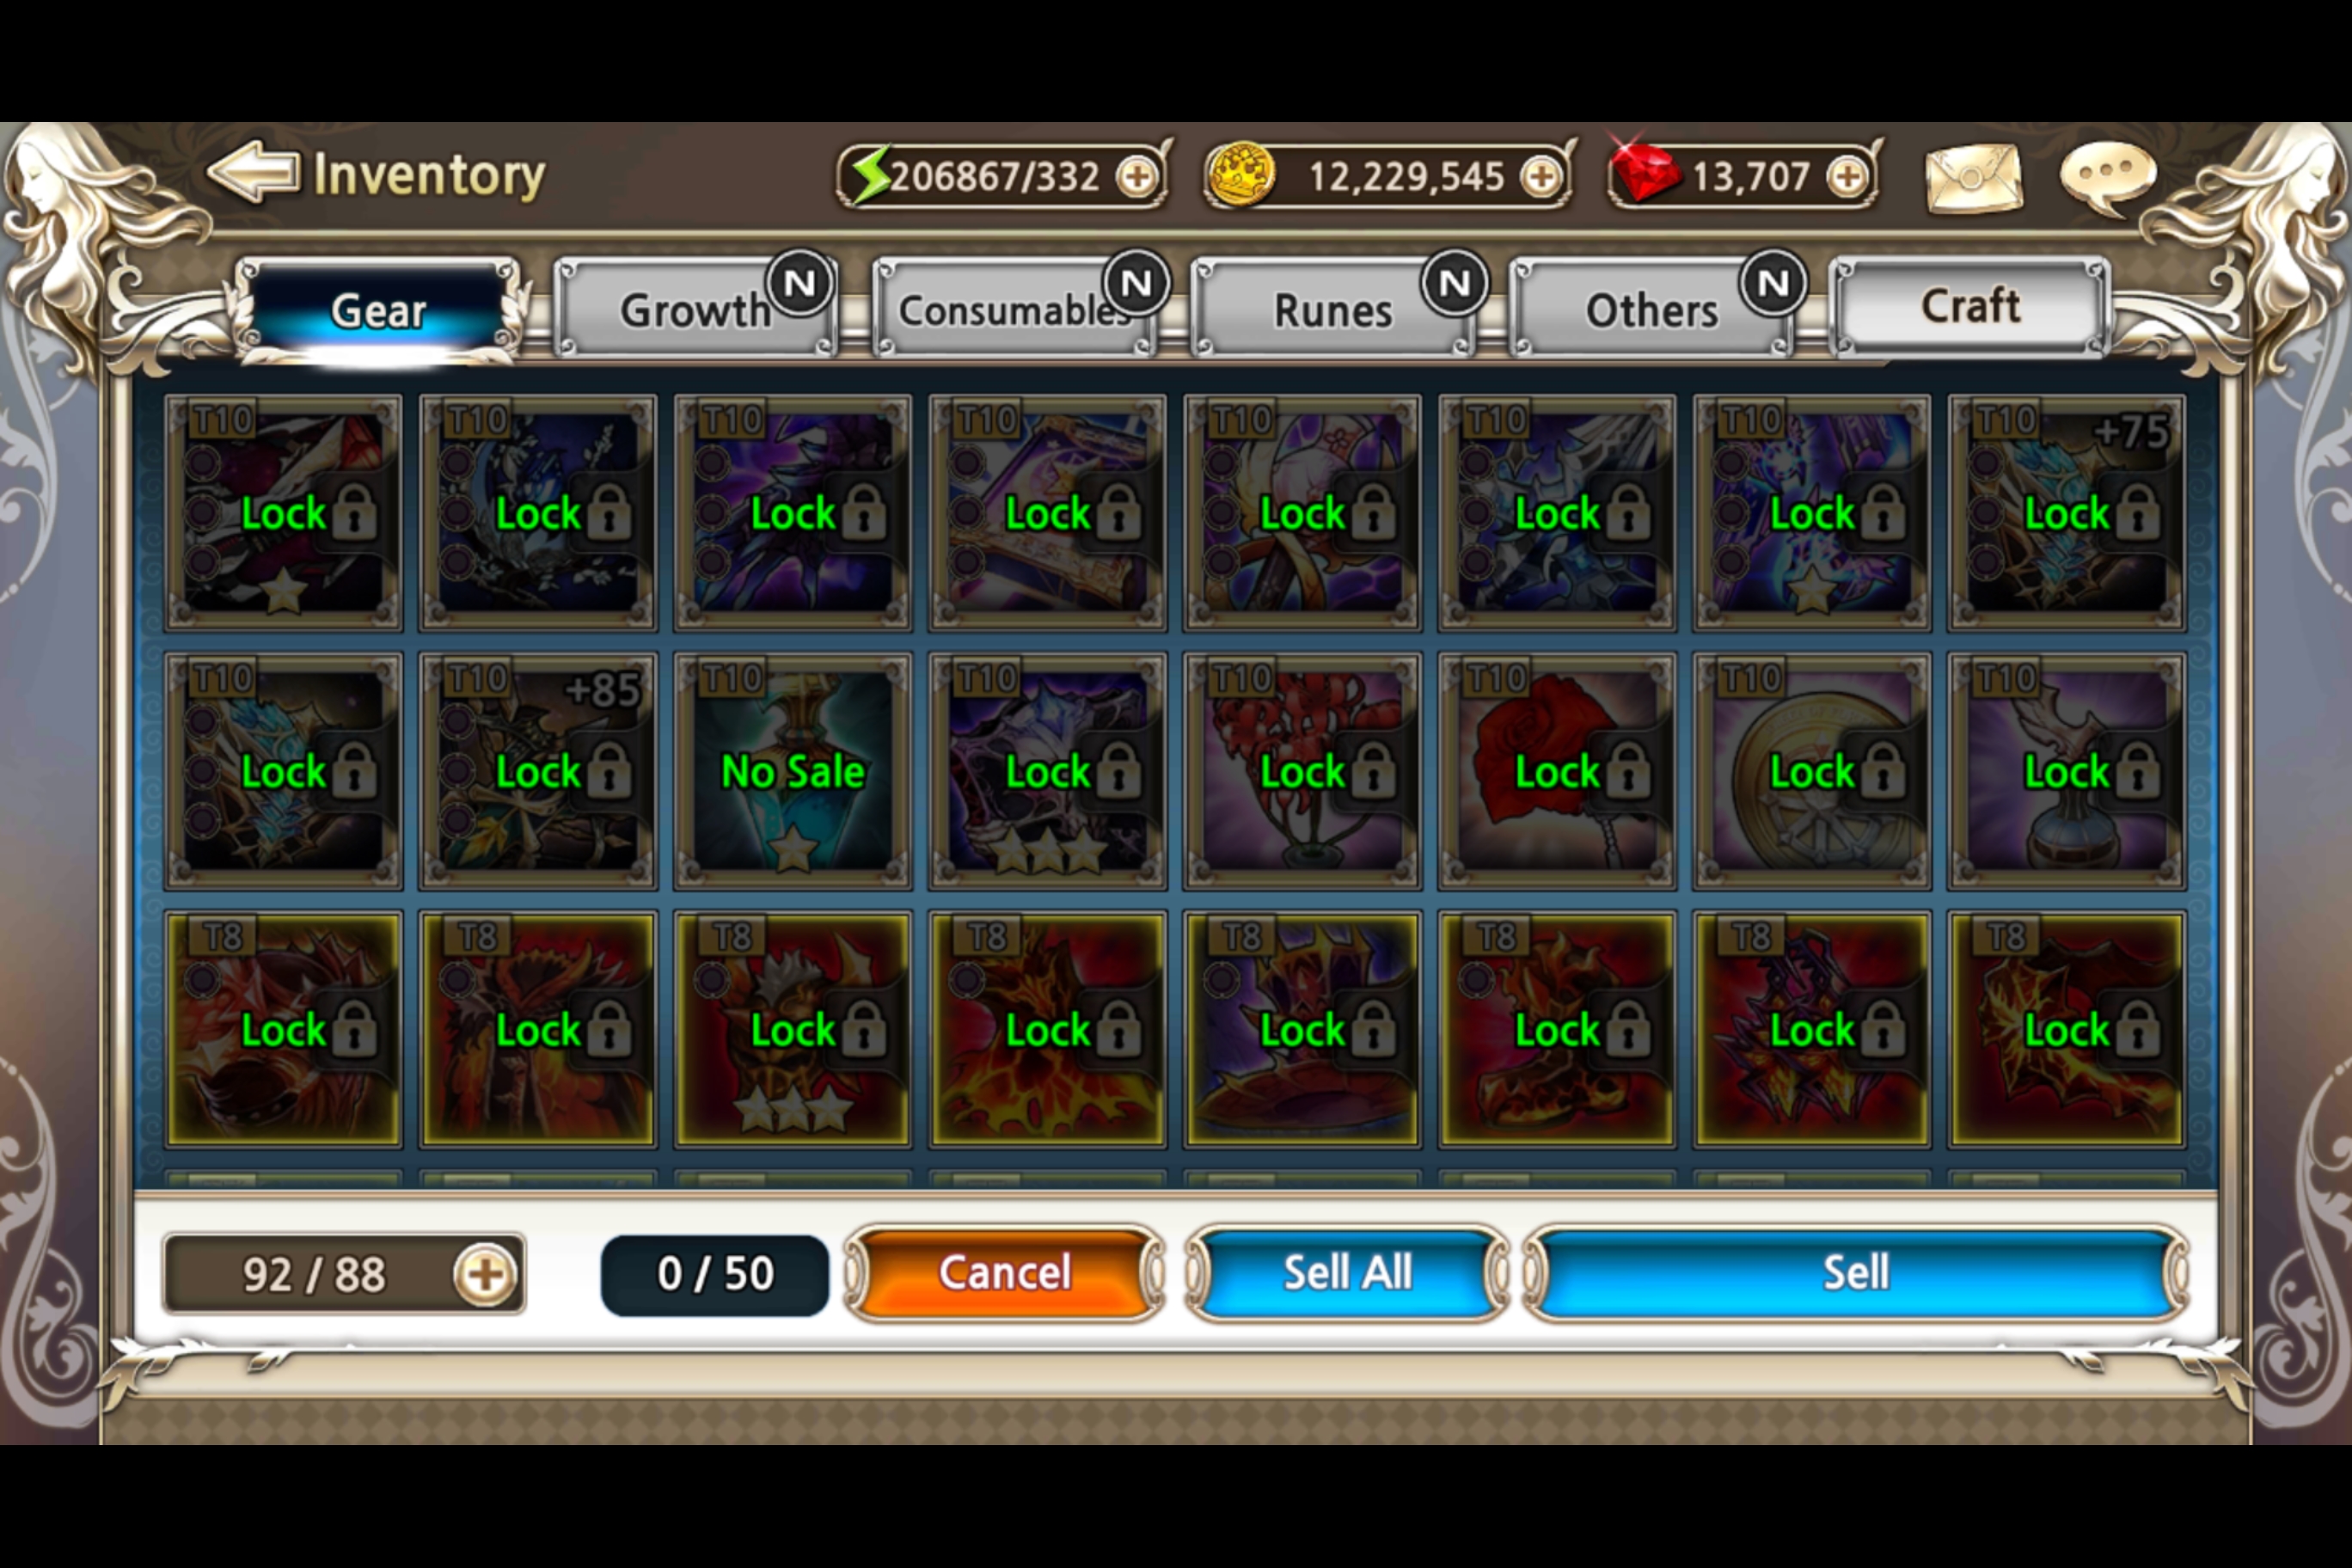 Inventory 206867/332 12,229,545 13,707
Gear Growth N Consumables N Runes N Others N Craft
T10 T10 T10 T10 T10 T10 T10 T10 +75
Lock Lock Lock Lock Lock Lock Lock Lock
T10 T10 +85 T10 T10 T10 T10 T10 T10
Lock Lock No Sale Lock Lock Lock Lock Lock
T8 T8 T8 T8 T8 T8 T8 T8
Lock Lock Lock Lock Lock Lock Lock Lock
92 / 88 0 / 50 Cancel Sell All Sell